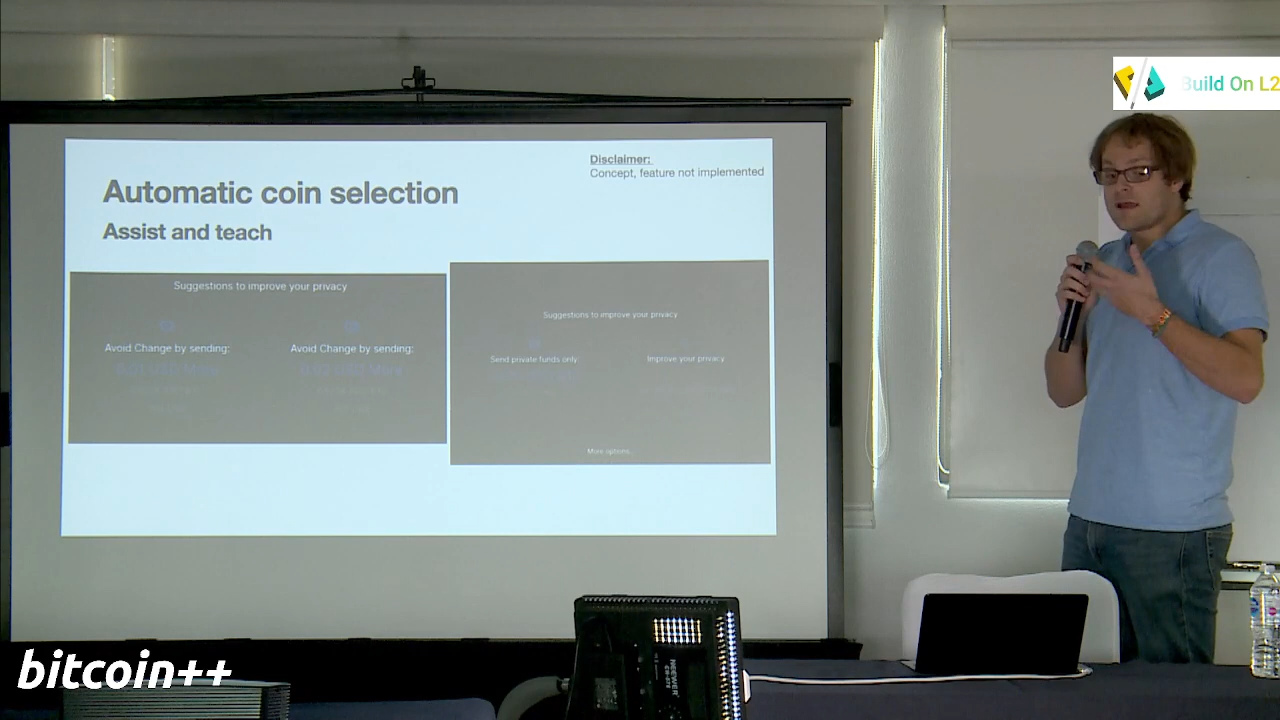 Build On L2
Disclaimer:
Concept, feature not implemented
Automatic coin selection
Assist and teach
Suggestions to improve your privacy
Avoid Change by sending:
Avoid Change by sending:
Suggestions to improve your privacy
Send private funds only:
Improve your privacy
More options...
bitcoin++
NEEWER